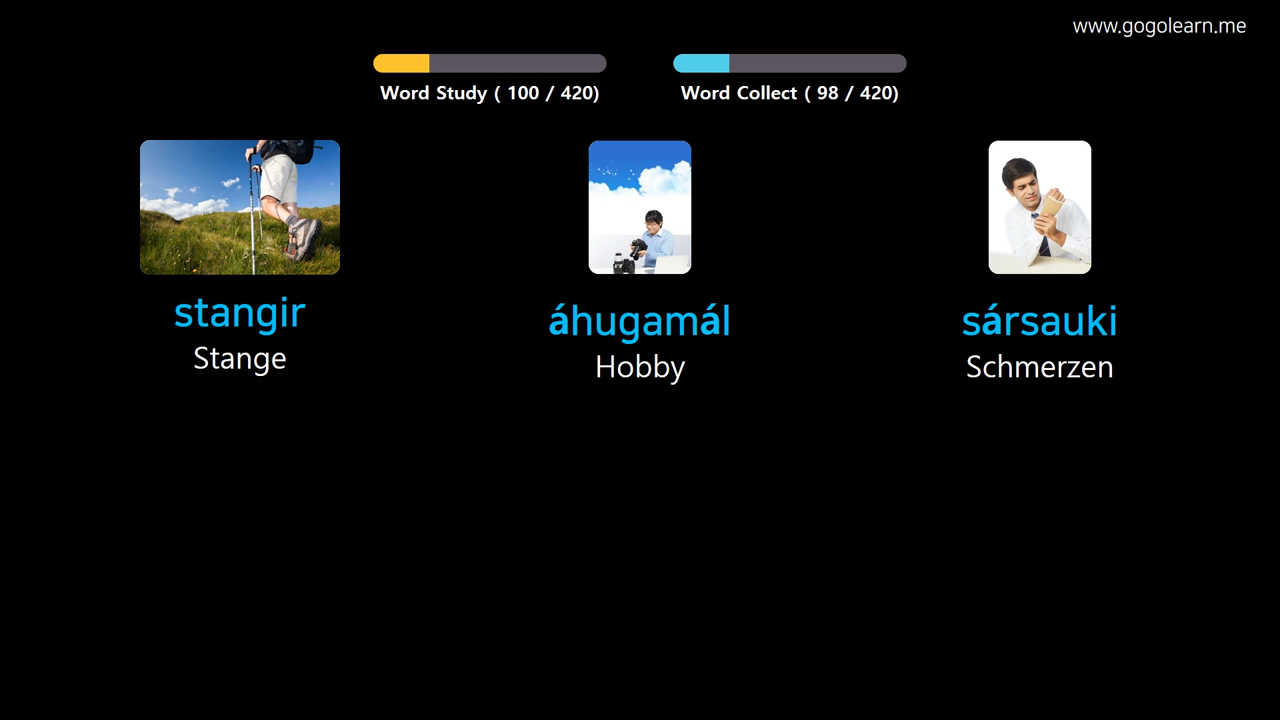 www.gogolearn.me
Word Study ( 100 / 420)
Word Collect ( 98 / 420)
stangir
Stange
áhugamál
Hobby
sársauki
Schmerzen